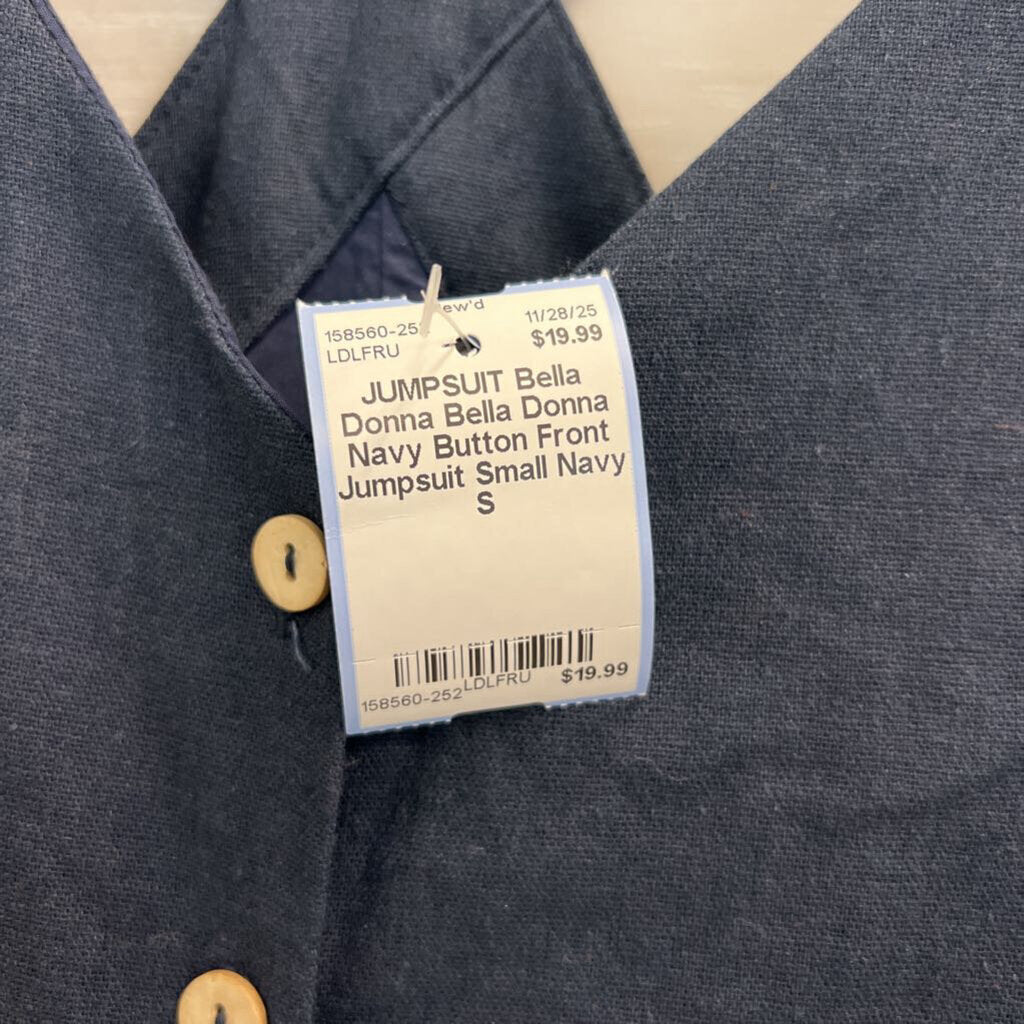 ew'd
158560-252 11/28/25
LDLFRU $19.99
JUMPSUIT Bella
Donna Bella Donna
Navy Button Front
Jumpsuit Small Navy
S
158560-252 LDLFRU $19.99